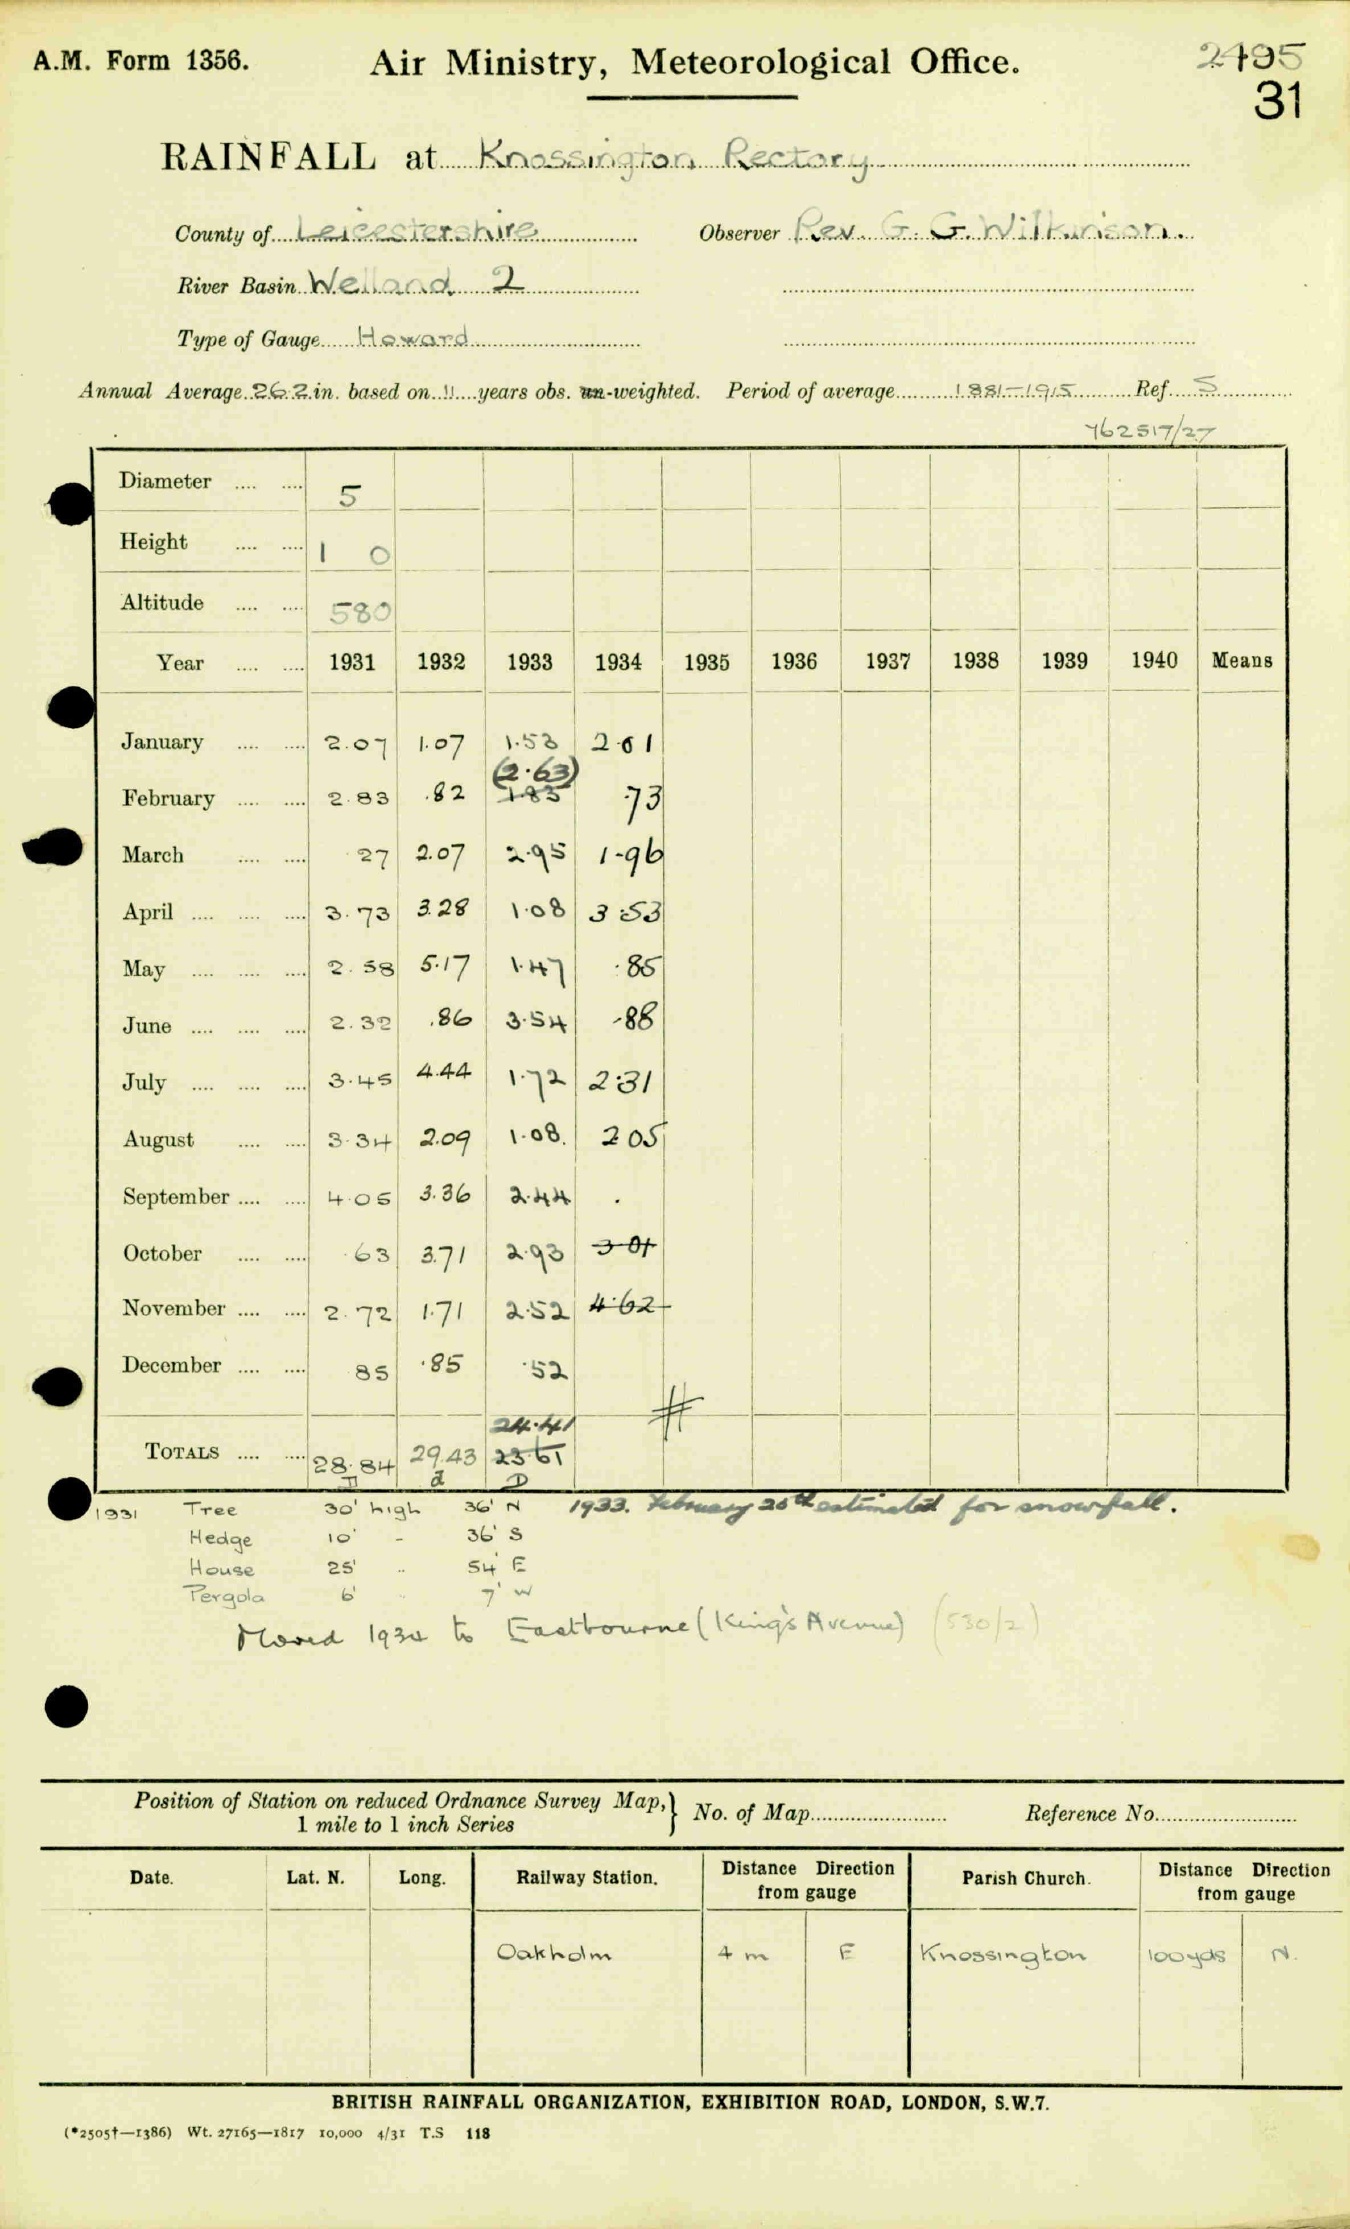 A.M. Form 1356. Air Ministry, Meteorological Office. 2495
31
RAINFALL at Knossington Rectory
County of Leicestershire Observer Rev. G. G. Wilkinson.
River Basin Welland 2
Type of Gauge Howard
Annual Average 26.2 in. based on 11 years obs. un-weighted. Period of average 1881-1915 Ref. S
762517/27
Diameter 5
Height 1 0
Altitude 580
Year 1931 1932 1933 1934 1935 1936 1937 1938 1939 1940 Means
January 2.07 1.07 1.53 2.01
(2.63)
February 2.83 .82 1.83 .73
March .27 2.07 2.95 1.96
April 3.73 3.28 1.08 3.53
May 2.58 5.17 1.47 .85
June 2.32 .86 3.54 .88
July 3.45 4.44 1.72 2.31
August 3.34 2.09 1.08. 2.05
September 4.05 3.36 2.44 .
October .63 3.71 2.93 3.01
November 2.72 1.71 2.52 4.62
December 85 .85 .52
24.41 #
TOTALS 28.84 29.43 23.61
D d D
1931 Tree 30' high 36' N 1933. February 26th estimated for snowfall.
Hedge 10' - 36' S
House 25' .. 54' E
Pergola 6' .. 7' W
Moved 1934 to Eastbourne (King's Avenue) (530/2)
Position of Station on reduced Ordnance Survey Map,} No. of Map Reference No.
1 mile to 1 inch Series
Date. Lat. N. Long. Railway Station. Distance Direction Parish Church. Distance Direction
from gauge from gauge
Oakholm 4 m E Knossington 100yds N.
BRITISH RAINFALL ORGANIZATION, EXHIBITION ROAD, LONDON, S.W.7.
(*2505†—1386) Wt. 27165—1817 10,000 4/31 T.S 118